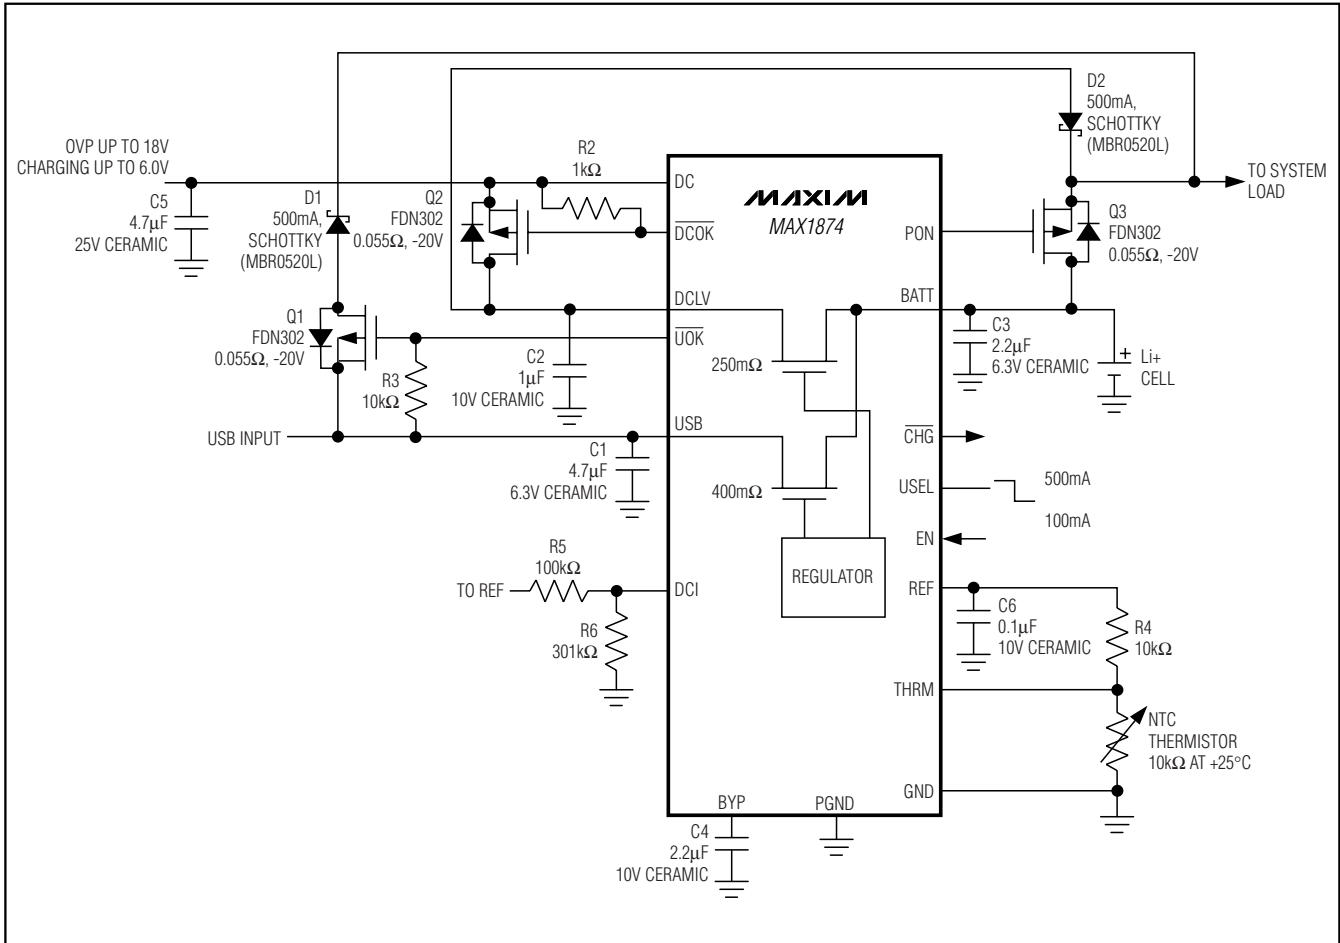 D2
500mA,
SCHOTTKY
(MBR0520L)
OVP UP TO 18V
CHARGING UP TO 6.0V
C5
4.7µF
25V CERAMIC
D1
500mA,
SCHOTTKY
(MBR0520L)
Q2
FDN302
0.055Ω, -20V
R2
1kΩ
DC
MAXIM
MAX1874
DCOK
PON
Q3
FDN302
0.055Ω, -20V
TO SYSTEM
LOAD
DCLV
BATT
Q1
FDN302
0.055Ω, -20V
UOK
R3
10kΩ
C2
1µF
10V CERAMIC
250mΩ
C3
2.2µF
6.3V CERAMIC
+
Li+
CELL
USB INPUT
USB
C1
4.7µF
6.3V CERAMIC
400mΩ
CHG
USEL
500mA
100mA
EN
REGULATOR
R5
100kΩ
TO REF
DCI
R6
301kΩ
REF
C6
0.1µF
10V CERAMIC
R4
10kΩ
THRM
NTC
THERMISTOR
10kΩ AT +25°C
GND
BYP
PGND
C4
2.2µF
10V CERAMIC